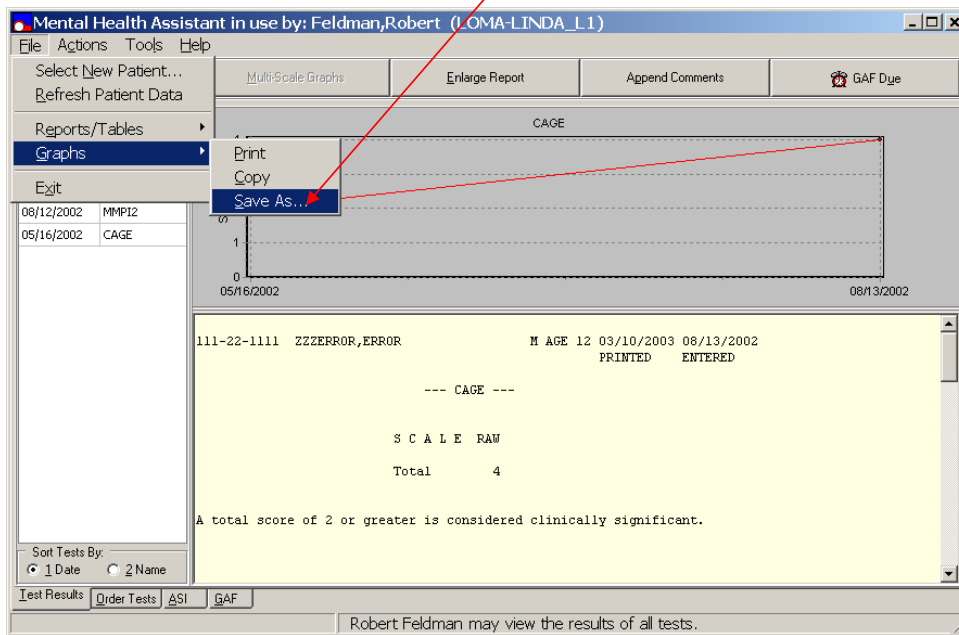 Mental Health Assistant in use by: Feldman,Robert (LOMA-LINDA_L1)
File Actions Tools Help
Select New Patient...
Refresh Patient Data
Reports/Tables
Graphs
Exit
Print
Copy
Save As...
Multi-Scale Graphs
Enlarge Report
Append Comments
GAF Due
CAGE
08/12/2002 MMPI2
05/16/2002 CAGE
1
0
05/16/2002 08/13/2002
111-22-1111 ZZZERROR,ERROR M AGE 12 03/10/2003 08/13/2002
PRINTED ENTERED
--- CAGE ---
S C A L E RAW
Total 4
A total score of 2 or greater is considered clinically significant.
Sort Tests By:
1 Date 2 Name
Test Results Order Tests ASI GAF
Robert Feldman may view the results of all tests.